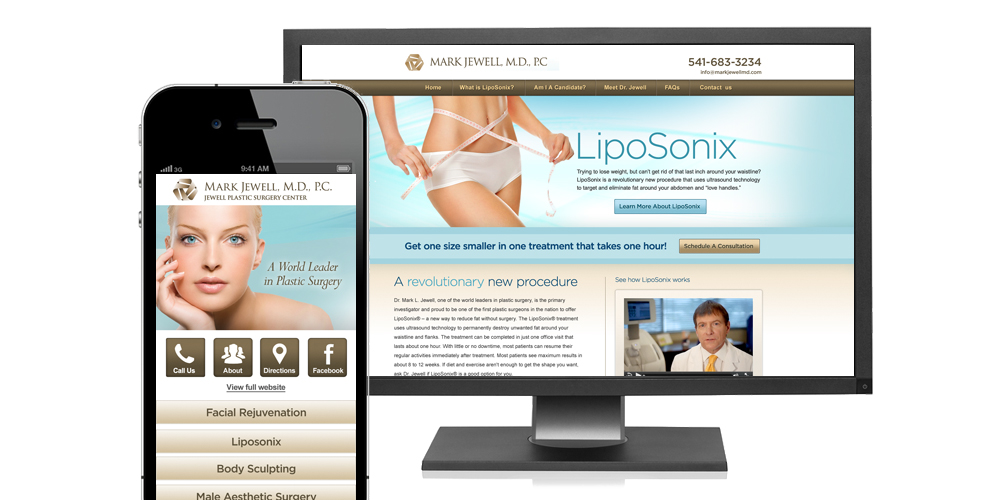 MARK JEWELL, M.D., P.C
541-683-3234
info@markjewellmd.com
Home What is LipoSonix? Am I A Candidate? Meet Dr. Jewell FAQs Contact us
LipoSonix
Trying to lose weight, but can't get rid of that last inch around your waistline?
LipoSonix is a revolutionary new procedure that uses ultrasound technology
to target and eliminate fat around your abdomen and "love handles."
Learn More About LipoSonix
Get one size smaller in one treatment that takes one hour!
Schedule A Consultation
A revolutionary new procedure
Dr. Mark L. Jewell, one of the world leaders in plastic surgery, is the primary
investigator and proud to be one of the first plastic surgeons in the nation to offer
LipoSonix® – a new way to reduce fat without surgery. The LipoSonix® treatment
uses ultrasound technology to permanently destroy unwanted fat around your
waistline and flanks. The treatment can be completed in just one office visit that
lasts about one hour. With little or no downtime, most patients can resume their
regular activities immediately after treatment. Most patients see maximum results in
about 8 to 12 weeks. If diet and exercise aren't enough to get the shape you want,
ask Dr. Jewell if LipoSonix® is a good option for you.
See how LipoSonix works
3G 9:41 AM
MARK JEWELL, M.D., P.C.
JEWELL PLASTIC SURGERY CENTER
A World Leader
in Plastic Surgery
Call Us About Directions Facebook
View full website
Facial Rejuvenation
Liposonix
Body Sculpting
Male Aesthetic Surgery